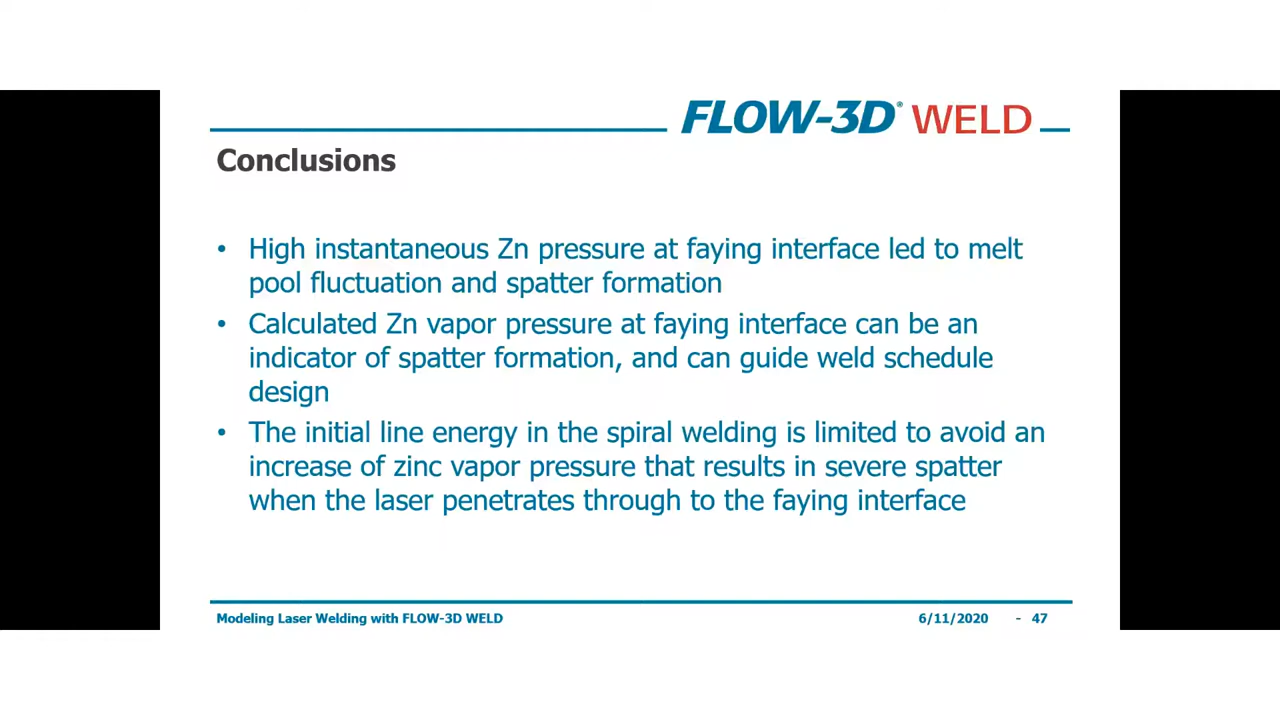 FLOW-3D® WELD
Conclusions
• High instantaneous Zn pressure at faying interface led to melt
pool fluctuation and spatter formation
• Calculated Zn vapor pressure at faying interface can be an
indicator of spatter formation, and can guide weld schedule
design
• The initial line energy in the spiral welding is limited to avoid an
increase of zinc vapor pressure that results in severe spatter
when the laser penetrates through to the faying interface
Modeling Laser Welding with FLOW-3D WELD 6/11/2020 - 47